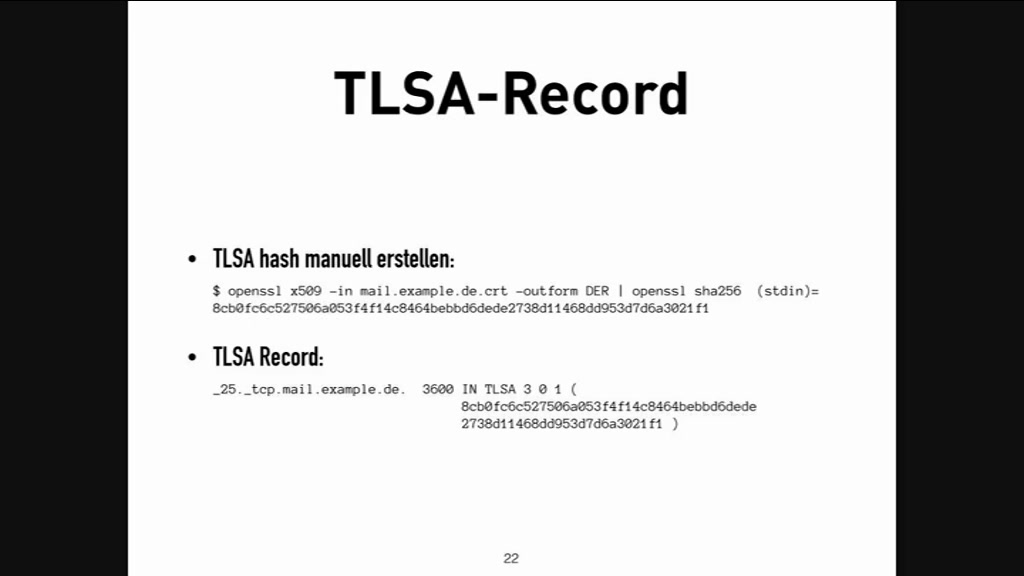 TLSA-Record
• TLSA hash manuell erstellen:
$ openssl x509 -in mail.example.de.crt -outform DER | openssl sha256 (stdin)=
8cb0fc6c527506a053f4f14c8464bebbd6dede2738d11468dd953d7d6a3021f1
• TLSA Record:
_25._tcp.mail.example.de. 3600 IN TLSA 3 0 1 (
8cb0fc6c527506a053f4f14c8464bebbd6dede
2738d11468dd953d7d6a3021f1 )
22